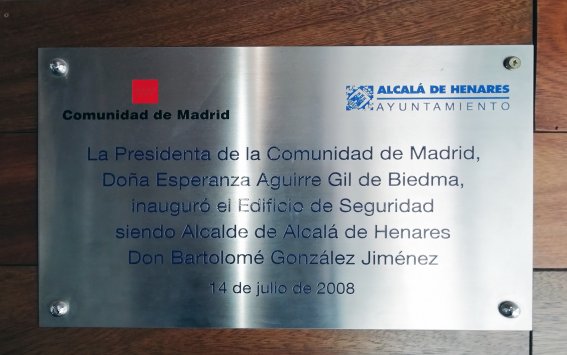 Comunidad de Madrid
ALCALÁ DE HENARES
AYUNTAMIENTO
La Presidenta de la Comunidad de Madrid,
Doña Esperanza Aguirre Gil de Biedma,
inauguró el Edificio de Seguridad
siendo Alcalde de Alcalá de Henares
Don Bartolomé González Jiménez
14 de julio de 2008